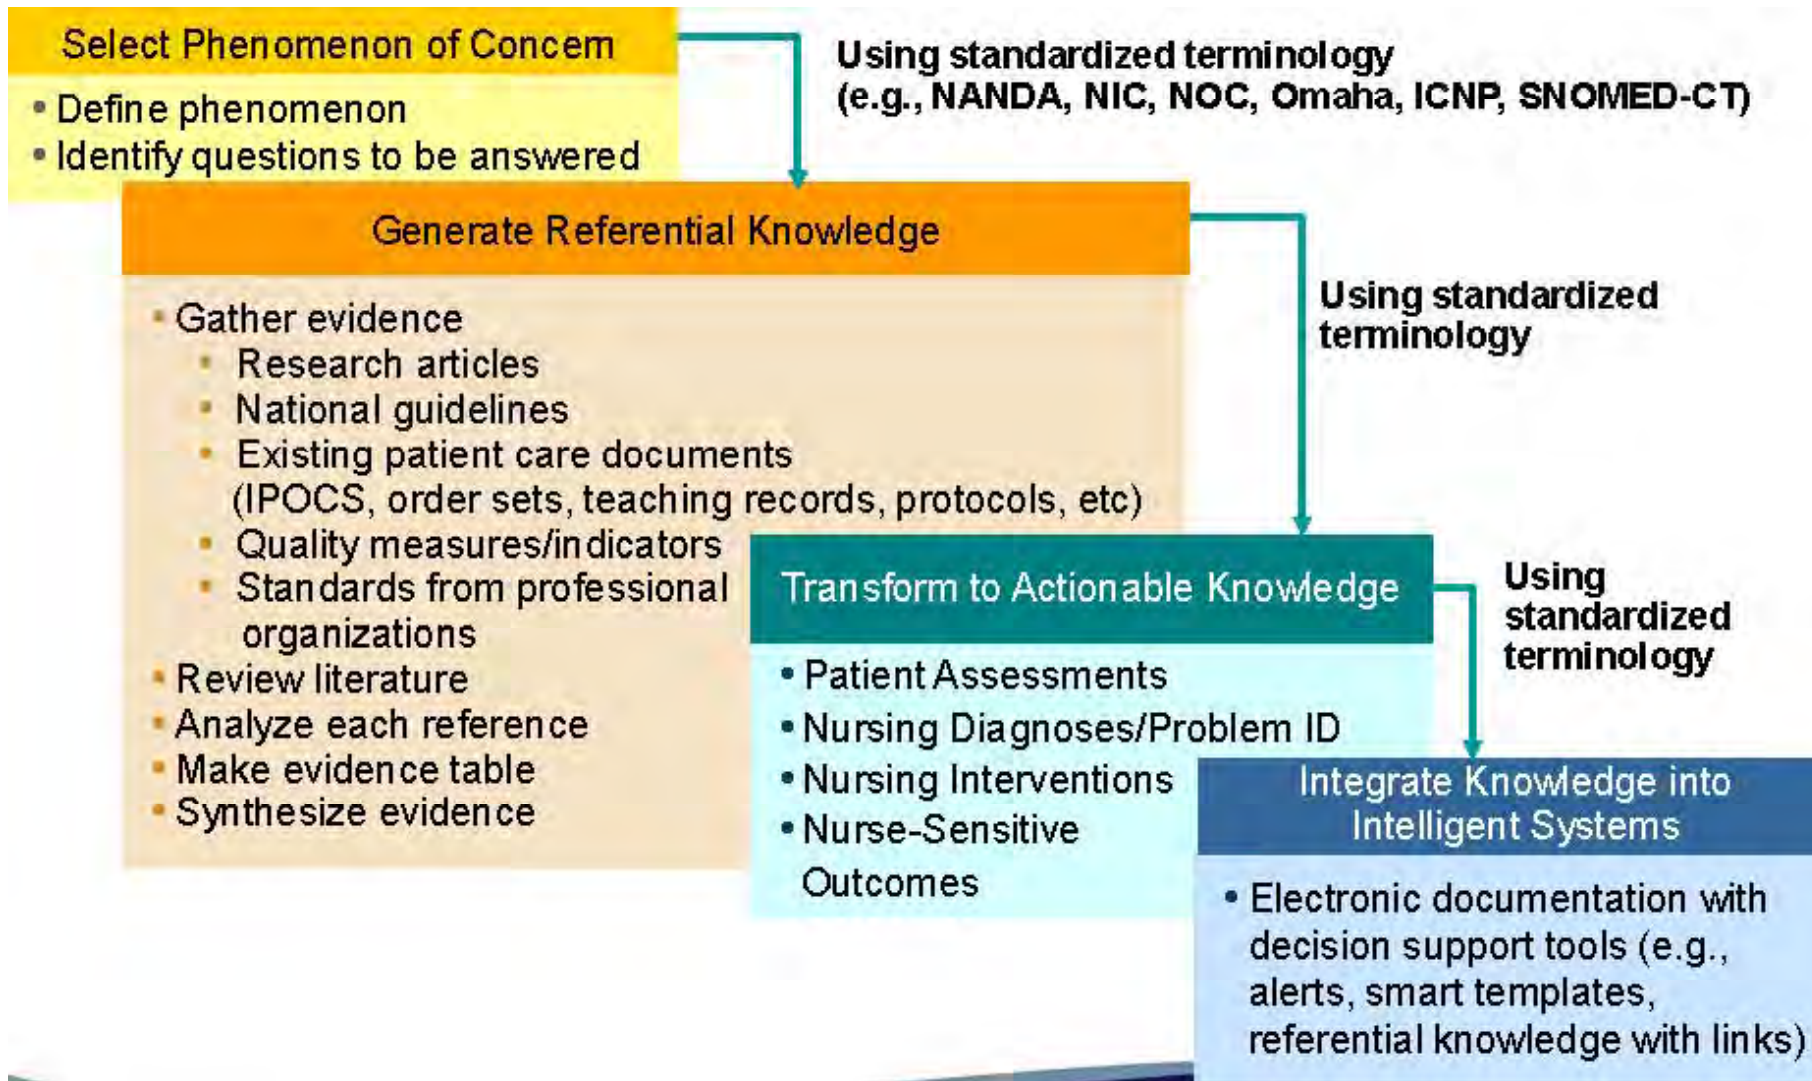 Select Phenomenon of Concern
• Define phenomenon
• Identify questions to be answered
Using standardized terminology
(e.g., NANDA, NIC, NOC, Omaha, ICNP, SNOMED-CT)
Generate Referential Knowledge
• Gather evidence
• Research articles
• National guidelines
• Existing patient care documents
(IPOCS, order sets, teaching records, protocols, etc)
• Quality measures/indicators
• Standards from professional
organizations
• Review literature
• Analyze each reference
• Make evidence table
• Synthesize evidence
Using standardized
terminology
Transform to Actionable Knowledge
• Patient Assessments
• Nursing Diagnoses/Problem ID
• Nursing Interventions
• Nurse-Sensitive
Outcomes
Using
standardized
terminology
Integrate Knowledge into
Intelligent Systems
• Electronic documentation with
decision support tools (e.g.,
alerts, smart templates,
referential knowledge with links)